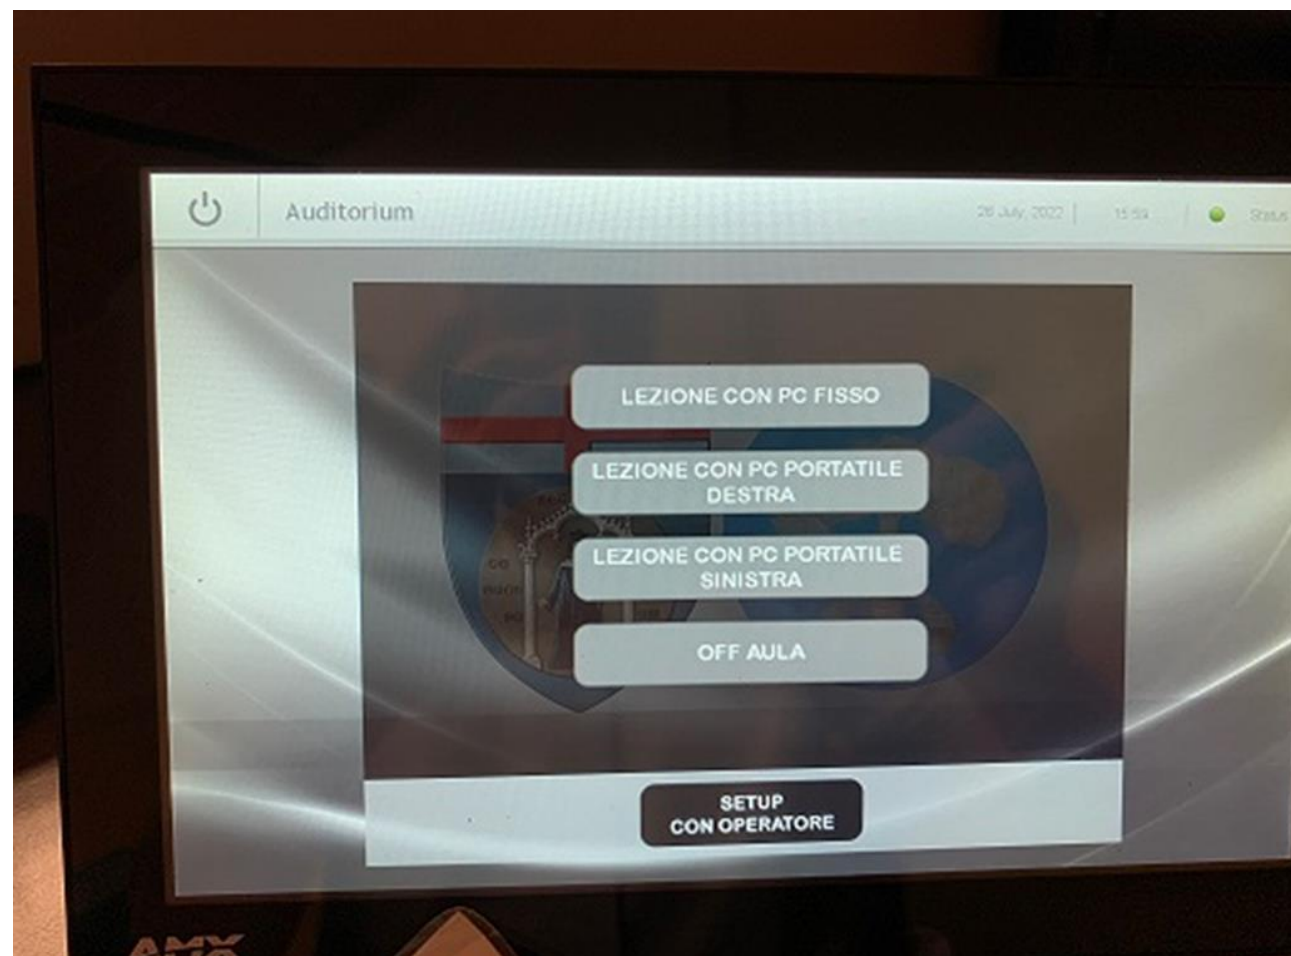 Auditorium
26 July, 2022
15:59
Status
LEZIONE CON PC FISSO
LEZIONE CON PC PORTATILE
DESTRA
LEZIONE CON PC PORTATILE
SINISTRA
OFF AULA
SETUP
CON OPERATORE
AMX